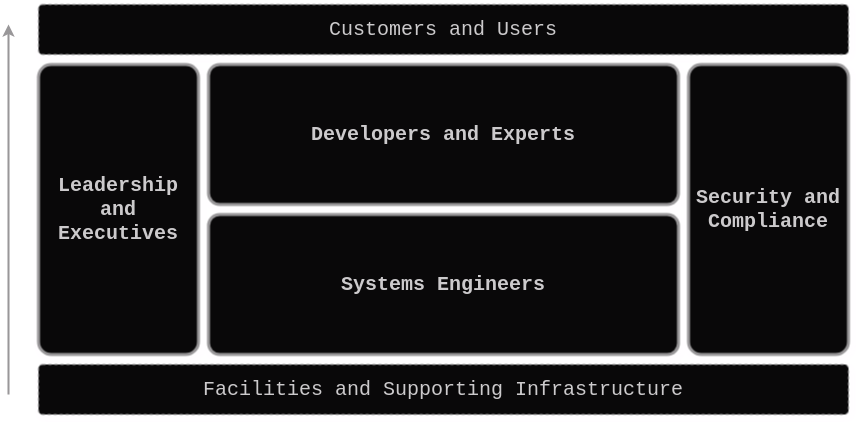 Customers and Users
Developers and Experts
Leadership
and
Executives
Security and
Compliance
Systems Engineers
Facilities and Supporting Infrastructure